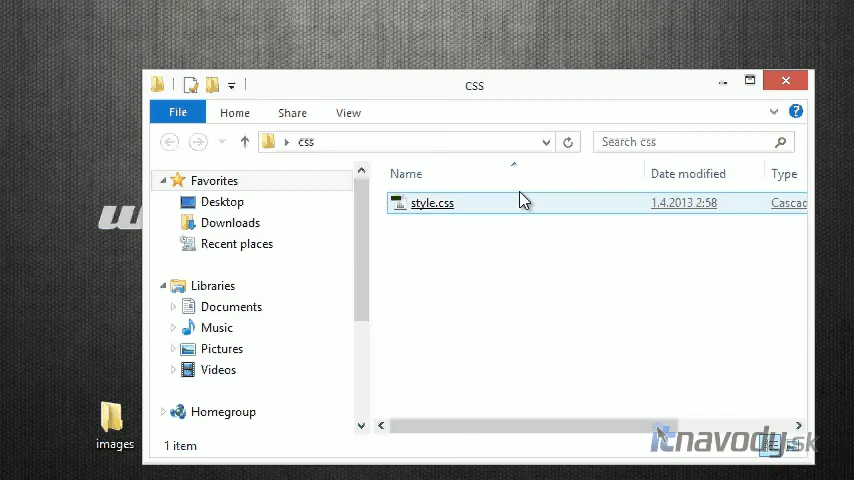 CSS
File Home Share View
css
Search css
Name Date modified Type
style.css 1.4.2013 2:58 Cascad
Favorites
Desktop
Downloads
Recent places
Libraries
Documents
Music
Pictures
Videos
Homegroup
images
1 item
itnavody.sk